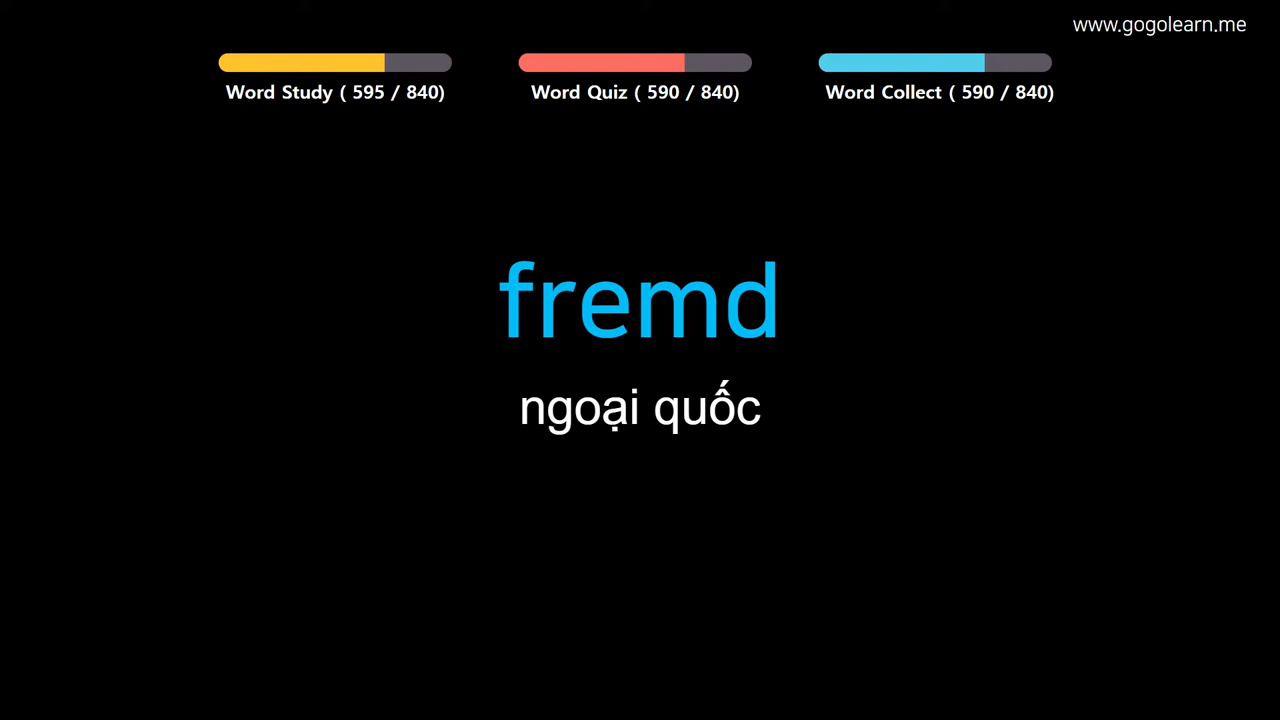 www.gogolearn.me
Word Study ( 595 / 840)
Word Quiz ( 590 / 840)
Word Collect ( 590 / 840)
fremd
ngoại quốc